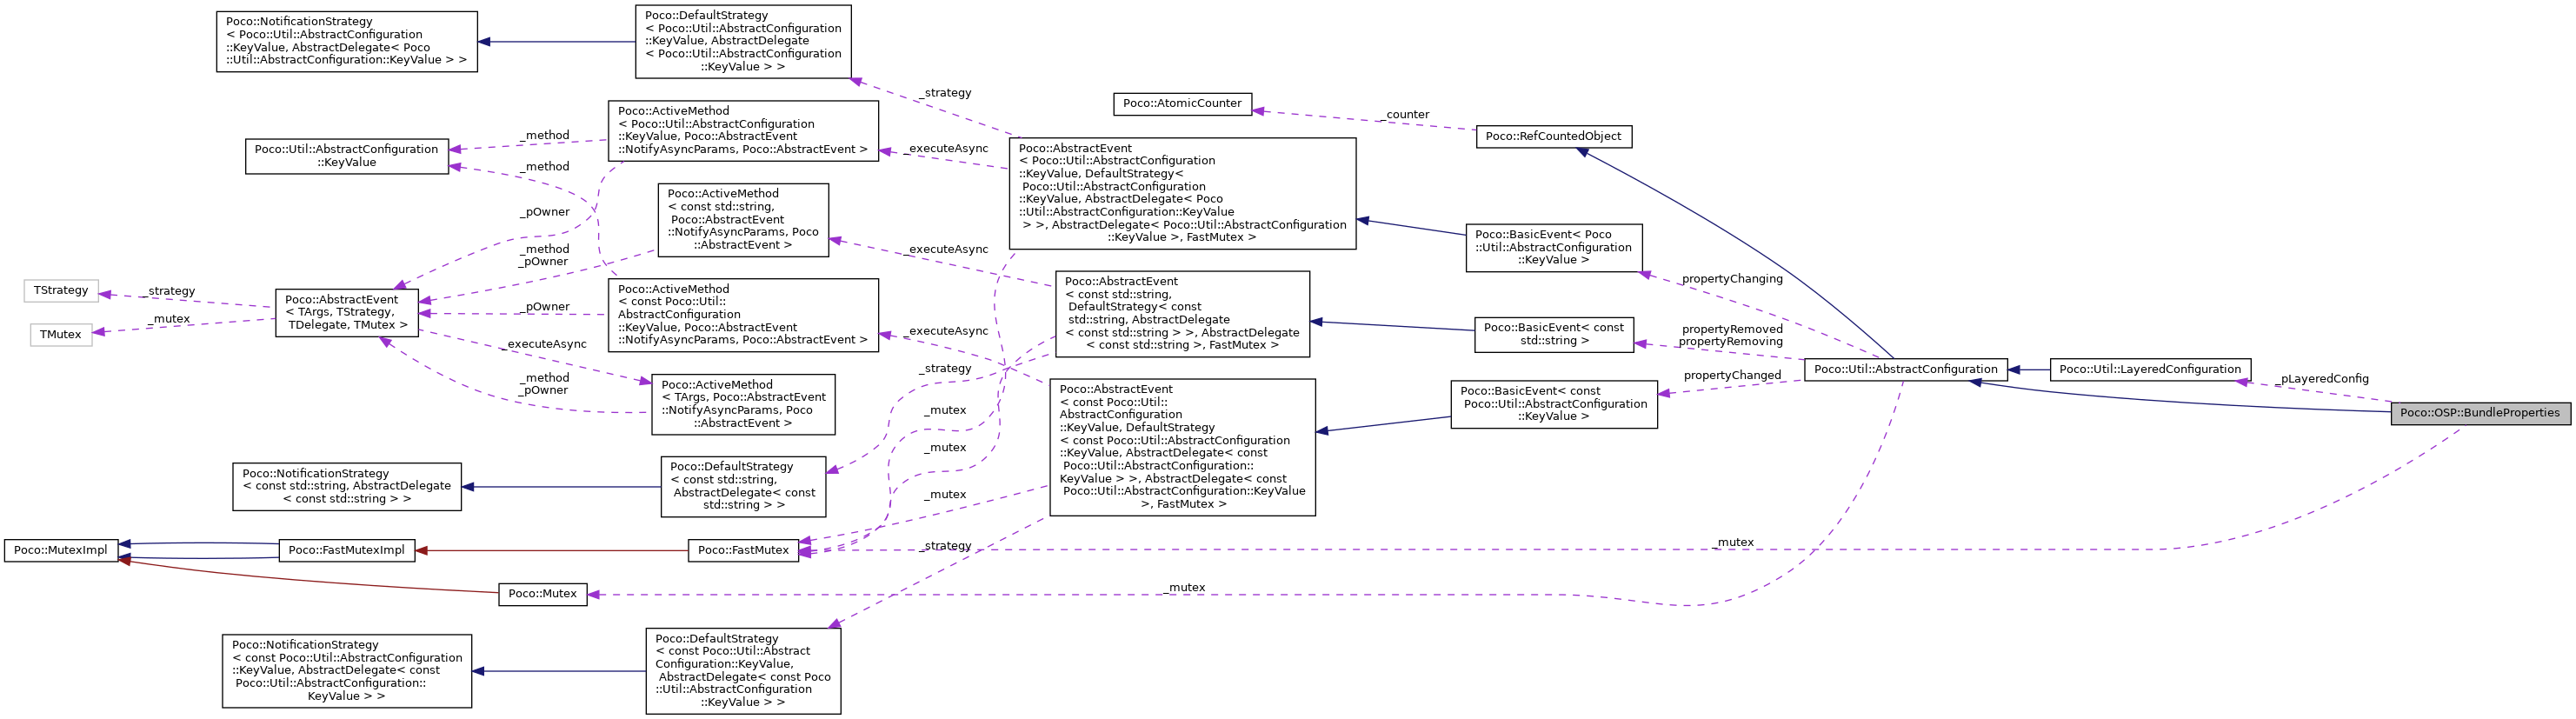 Poco::NotificationStrategy
< Poco::Util::AbstractConfiguration
::KeyValue, AbstractDelegate< Poco
::Util::AbstractConfiguration::KeyValue > >
Poco::DefaultStrategy
< Poco::Util::AbstractConfiguration
::KeyValue, AbstractDelegate
< Poco::Util::AbstractConfiguration
::KeyValue > >
_strategy
Poco::AtomicCounter
_counter
Poco::RefCountedObject
Poco::ActiveMethod
< Poco::Util::AbstractConfiguration
::KeyValue, Poco::AbstractEvent
::NotifyAsyncParams, Poco::AbstractEvent >
_method
_method
Poco::Util::AbstractConfiguration
::KeyValue
_executeAsync
Poco::AbstractEvent
< Poco::Util::AbstractConfiguration
::KeyValue, DefaultStrategy<
Poco::Util::AbstractConfiguration
::KeyValue, AbstractDelegate< Poco
::Util::AbstractConfiguration::KeyValue
> >, AbstractDelegate< Poco::Util::AbstractConfiguration
::KeyValue >, FastMutex >
Poco::ActiveMethod
< const std::string,
Poco::AbstractEvent
::NotifyAsyncParams, Poco
::AbstractEvent >
_pOwner
_method
_pOwner
_executeAsync
Poco::BasicEvent< Poco
::Util::AbstractConfiguration
::KeyValue >
propertyChanging
TStrategy
_strategy
TMutex
_mutex
Poco::AbstractEvent
< TArgs, TStrategy,
TDelegate, TMutex >
_pOwner
Poco::ActiveMethod
< const Poco::Util::
AbstractConfiguration
::KeyValue, Poco::AbstractEvent
::NotifyAsyncParams, Poco::AbstractEvent >
_executeAsync
Poco::AbstractEvent
< const std::string,
DefaultStrategy< const
std::string, AbstractDelegate
< const std::string > >, AbstractDelegate
< const std::string >, FastMutex >
Poco::BasicEvent< const
std::string >
propertyRemoved
propertyRemoving
_executeAsync
_method
_pOwner
Poco::ActiveMethod
< TArgs, Poco::AbstractEvent
::NotifyAsyncParams, Poco
::AbstractEvent >
_strategy
_mutex
_mutex
_mutex
Poco::AbstractEvent
< const Poco::Util::
AbstractConfiguration
::KeyValue, DefaultStrategy
< const Poco::Util::AbstractConfiguration
::KeyValue, AbstractDelegate< const
Poco::Util::AbstractConfiguration::
KeyValue > >, AbstractDelegate< const
Poco::Util::AbstractConfiguration::KeyValue
>, FastMutex >
Poco::BasicEvent< const
Poco::Util::AbstractConfiguration
::KeyValue >
propertyChanged
Poco::Util::AbstractConfiguration
Poco::Util::LayeredConfiguration
_pLayeredConfig
Poco::OSP::BundleProperties
Poco::NotificationStrategy
< const std::string, AbstractDelegate
< const std::string > >
Poco::DefaultStrategy
< const std::string,
AbstractDelegate< const
std::string > >
Poco::MutexImpl
Poco::FastMutexImpl
Poco::FastMutex
_strategy
_mutex
Poco::Mutex
_mutex
Poco::NotificationStrategy
< const Poco::Util::AbstractConfiguration
::KeyValue, AbstractDelegate< const
Poco::Util::AbstractConfiguration::
KeyValue > >
Poco::DefaultStrategy
< const Poco::Util::Abstract
Configuration::KeyValue,
AbstractDelegate< const Poco
::Util::AbstractConfiguration
::KeyValue > >